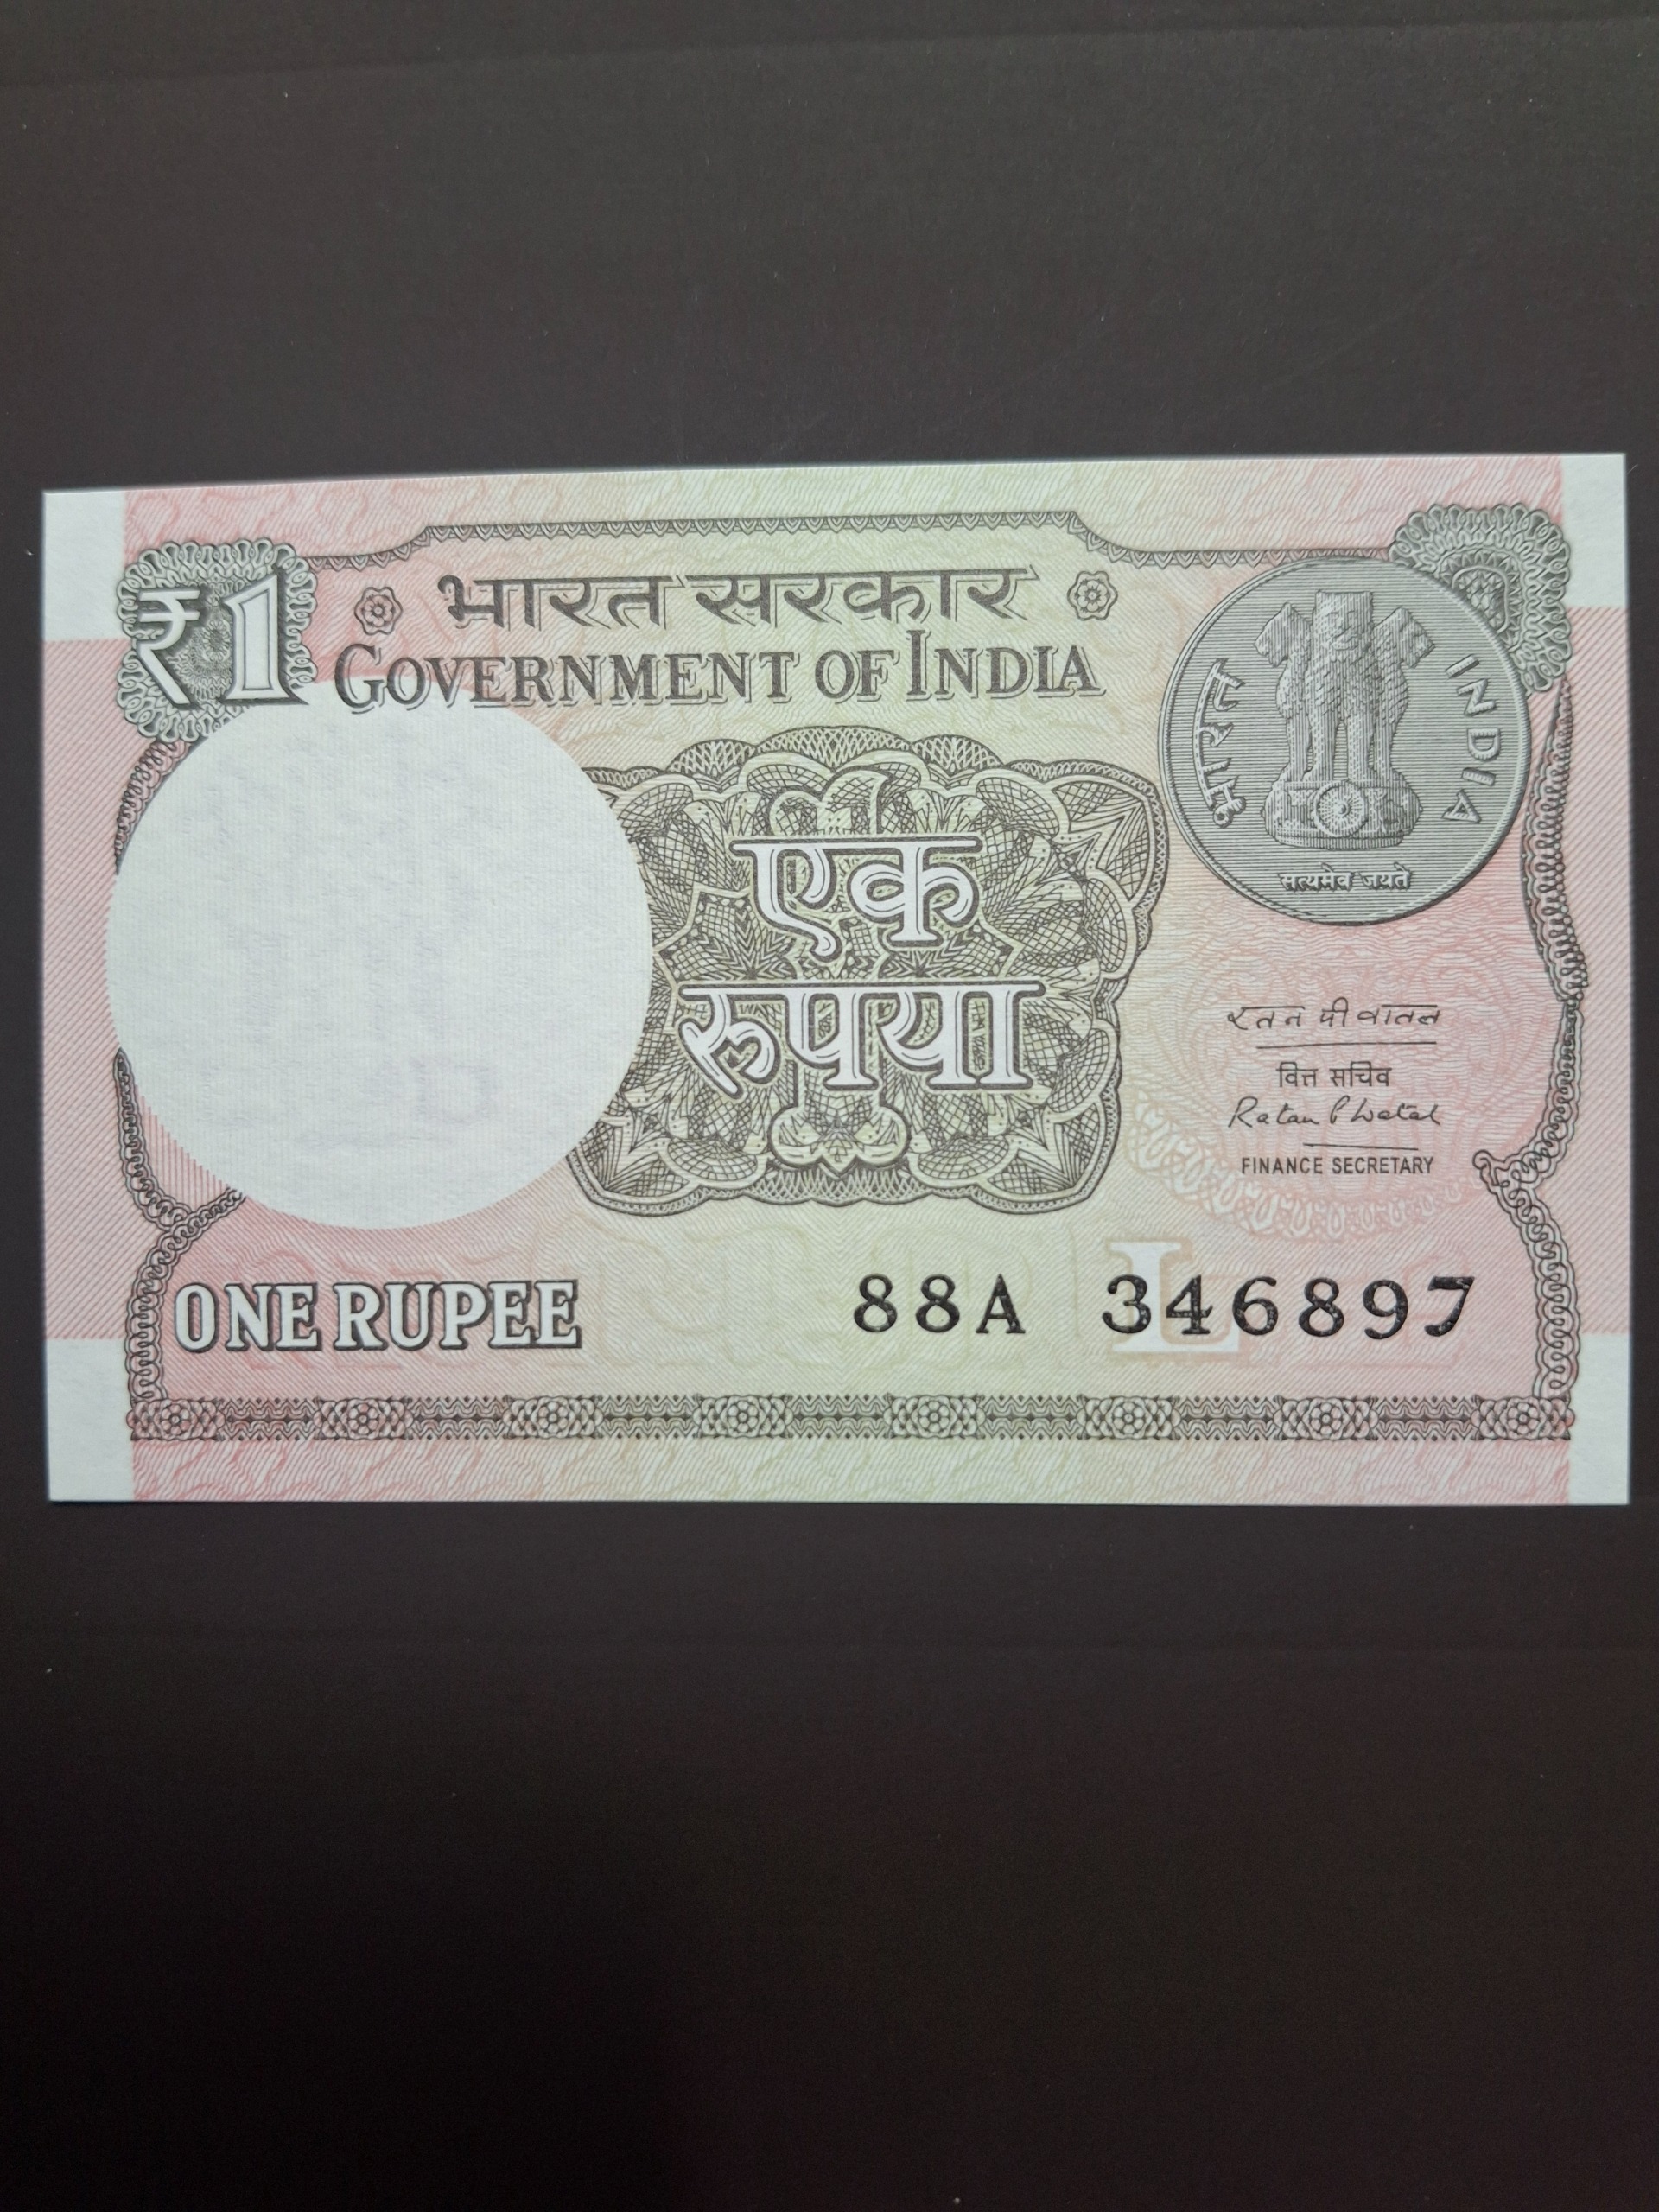 ₹1
भारत सरकार
GOVERNMENT OF INDIA
भारत
INDIA
सत्यमेव जयते
एक
रुपया
रतन पी वातल
वित्त सचिव
Ratan P Watal
FINANCE SECRETARY
L
ONE RUPEE
88A 346897